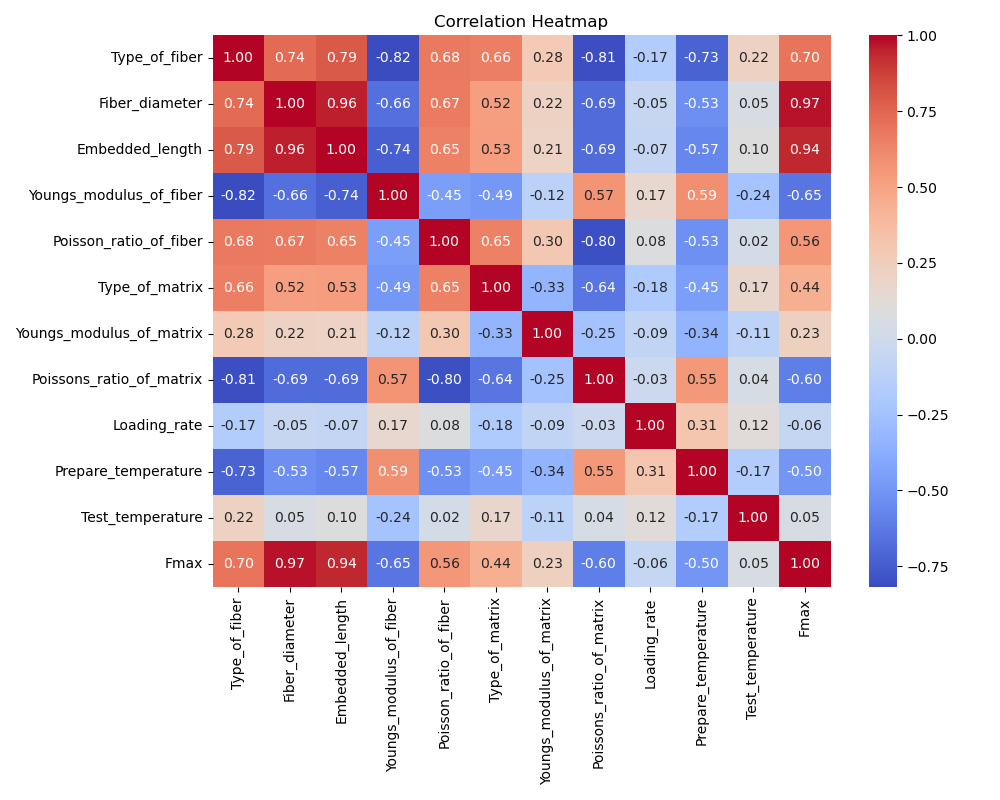 Correlation Heatmap
Type_of_fiber 1.00 0.74 0.79 -0.82 0.68 0.66 0.28 -0.81 -0.17 -0.73 0.22 0.70
Fiber_diameter 0.74 1.00 0.96 -0.66 0.67 0.52 0.22 -0.69 -0.05 -0.53 0.05 0.97
Embedded_length 0.79 0.96 1.00 -0.74 0.65 0.53 0.21 -0.69 -0.07 -0.57 0.10 0.94
Youngs_modulus_of_fiber -0.82 -0.66 -0.74 1.00 -0.45 -0.49 -0.12 0.57 0.17 0.59 -0.24 -0.65
Poisson_ratio_of_fiber 0.68 0.67 0.65 -0.45 1.00 0.65 0.30 -0.80 0.08 -0.53 0.02 0.56
Type_of_matrix 0.66 0.52 0.53 -0.49 0.65 1.00 -0.33 -0.64 -0.18 -0.45 0.17 0.44
Youngs_modulus_of_matrix 0.28 0.22 0.21 -0.12 0.30 -0.33 1.00 -0.25 -0.09 -0.34 -0.11 0.23
Poissons_ratio_of_matrix -0.81 -0.69 -0.69 0.57 -0.80 -0.64 -0.25 1.00 -0.03 0.55 0.04 -0.60
Loading_rate -0.17 -0.05 -0.07 0.17 0.08 -0.18 -0.09 -0.03 1.00 0.31 0.12 -0.06
Prepare_temperature -0.73 -0.53 -0.57 0.59 -0.53 -0.45 -0.34 0.55 0.31 1.00 -0.17 -0.50
Test_temperature 0.22 0.05 0.10 -0.24 0.02 0.17 -0.11 0.04 0.12 -0.17 1.00 0.05
Fmax 0.70 0.97 0.94 -0.65 0.56 0.44 0.23 -0.60 -0.06 -0.50 0.05 1.00
Type_of_fiber
Fiber_diameter
Embedded_length
Youngs_modulus_of_fiber
Poisson_ratio_of_fiber
Type_of_matrix
Youngs_modulus_of_matrix
Poissons_ratio_of_matrix
Loading_rate
Prepare_temperature
Test_temperature
Fmax
1.00
0.75
0.50
0.25
0.00
−0.25
−0.50
−0.75